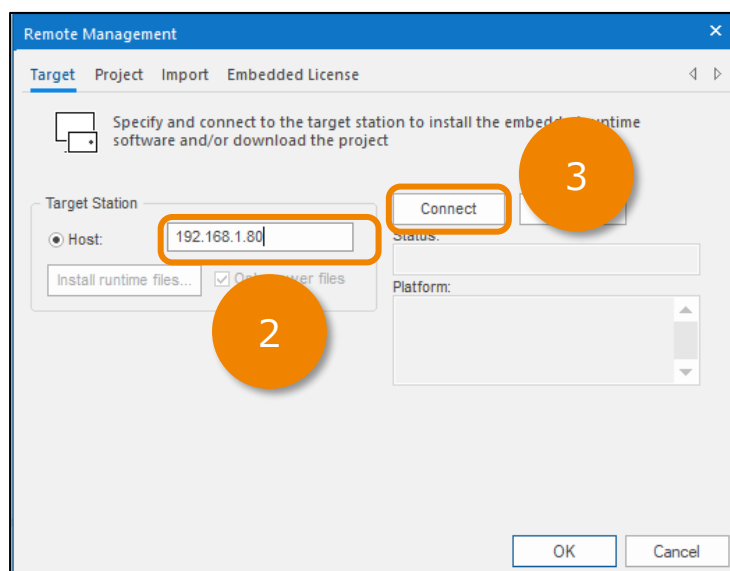 Remote Management
Target Project Import Embedded License
Specify and connect to the target station to install the
software and/or download the project
3
Target Station
Connect
Host:
192.168.1.80
Status:
Install runtime files...
files
Platform:
2
OK
Cancel